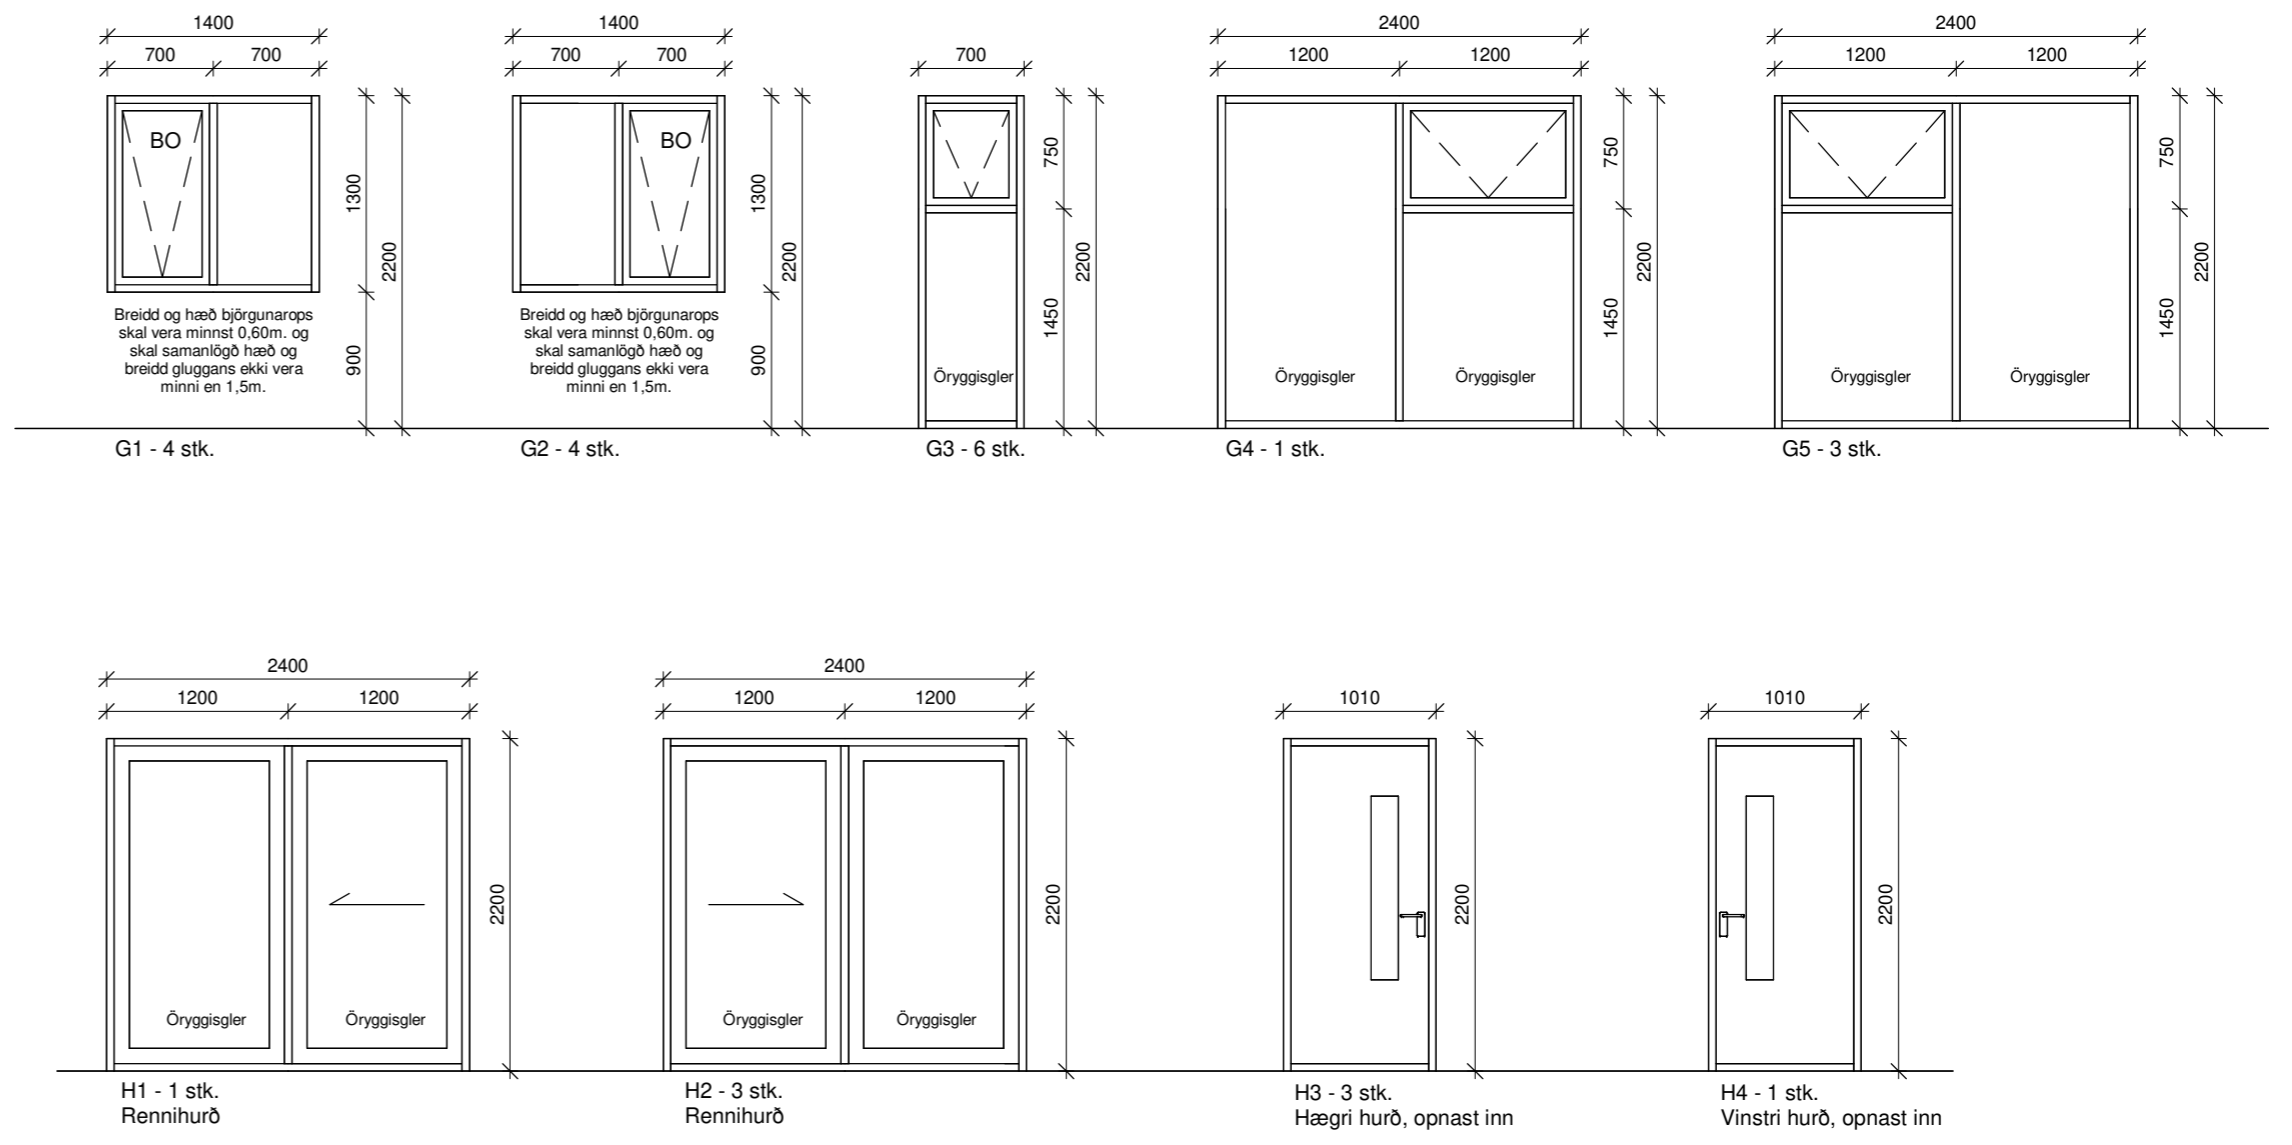 1400
700 700
1400
700 700
700
2400
1200 1200
2400
1200 1200
BO
1300
2200
900
Breidd og hæð björgunarops
skal vera minnst 0,60m. og
skal samanlögð hæð og
breidd gluggans ekki vera
minni en 1,5m.
G1 - 4 stk.
BO
1300
2200
900
Breidd og hæð björgunarops
skal vera minnst 0,60m. og
skal samanlögð hæð og
breidd gluggans ekki vera
minni en 1,5m.
G2 - 4 stk.
750
2200
1450
Öryggisgler
G3 - 6 stk.
750
2200
1450
Öryggisgler Öryggisgler
G4 - 1 stk.
750
2200
1450
Öryggisgler Öryggisgler
G5 - 3 stk.
2400
1200 1200
2200
Öryggisgler Öryggisgler
H1 - 1 stk.
Rennihurð
2400
1200 1200
2200
Öryggisgler Öryggisgler
H2 - 3 stk.
Rennihurð
1010
2200
H3 - 3 stk.
Hægri hurð, opnast inn
1010
2200
H4 - 1 stk.
Vinstri hurð, opnast inn